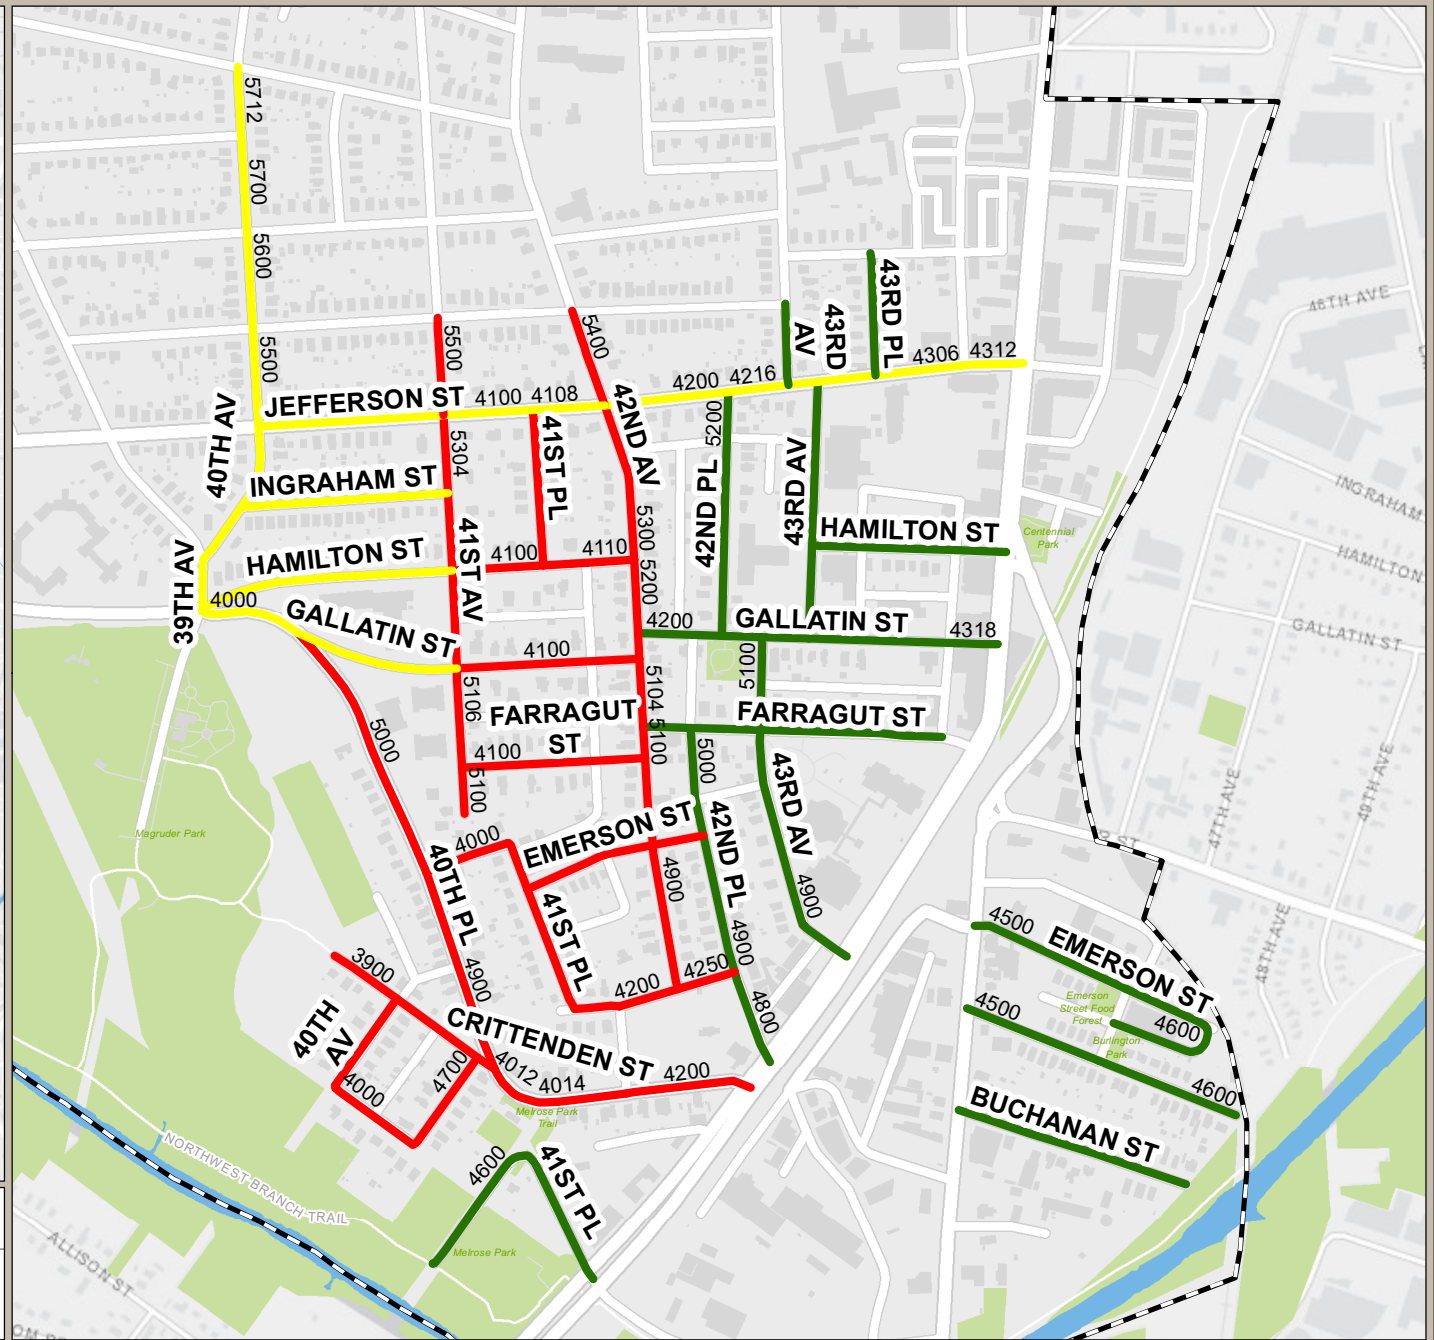 5712
5700
5600
5500
46TH AVE
43RD PL
43RD
AV
5500
5400
4306 4312
4200 4216
JEFFERSON ST
4100 4108
42ND AV
40TH AV
5200
5304
41ST PL
43RD AV
INGRAHAM ST
42ND PL
INGRAHAM
5300
HAMILTON ST
Centennial
Park
HAMILTON ST
41ST AV
4100
4110
HAMILTON
39TH AV
5200
4000
GALLATIN ST
4200
GALLATIN ST
4318
GALLATIN ST
4100
5100
5106
5104
FARRAGUT
ST
5100
FARRAGUT ST
5000
4100
5000
5100
43RD AV
49TH AVE
47TH AVE
Magruder Park
4000
EMERSON ST
42ND PL
40TH PL
4900
4900
41ST PL
4900
4500
EMERSON ST
48TH AVE
3900
4900
4200
4250
4800
40TH
AV
CRITTENDEN ST
4500
Emerson
Street Food
Forest
4600
Burlington
Park
4012
4014
4200
4700
4000
4600
Melrose Park
Trail
BUCHANAN ST
NORTHWEST BRANCH TRAIL
4600
41ST PL
Melrose Park
ALLISON ST